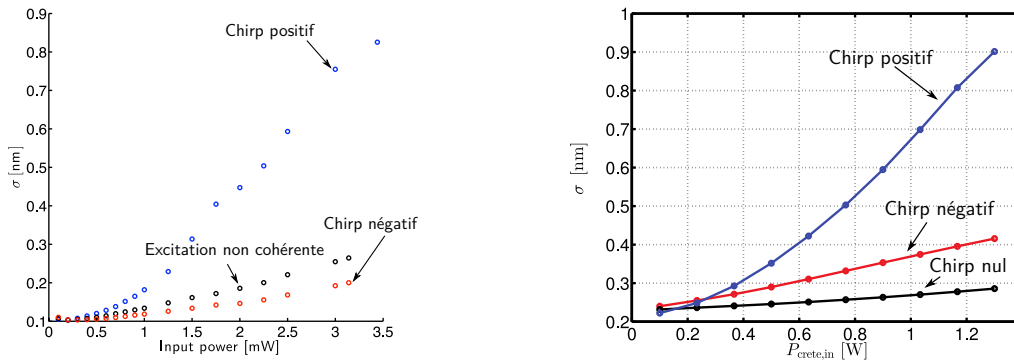 0.9
0.8
0.7
0.6
0.5
0.4
0.3
0.2
0.1
σ [nm]
Chirp positif
Chirp négatif
Excitation non cohérente
0 0.5 1 1.5 2 2.5 3 3.5
Input power [mW]
1
0.9
0.8
0.7
0.6
0.5
0.4
0.3
0.2
σ [nm]
Chirp positif
Chirp négatif
Chirp nul
0 0.2 0.4 0.6 0.8 1 1.2
Pcrete,in [W]